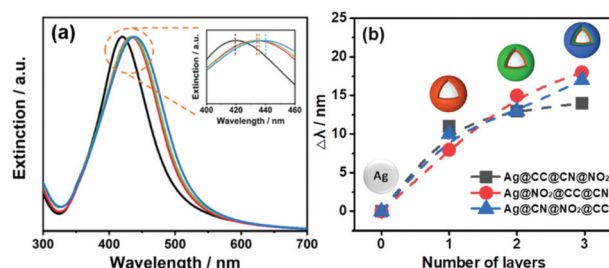 (a)
Extinction / a.u.
400 420 440 460
Wavelength / nm
300 400 500 600 700
Wavelength / nm
(b)
Δλ / nm
25
20
15
10
5
0
Ag
Ag@CC@CN@NO₂
Ag@NO₂@CC@CN
Ag@CN@NO₂@CC
0 1 2 3
Number of layers